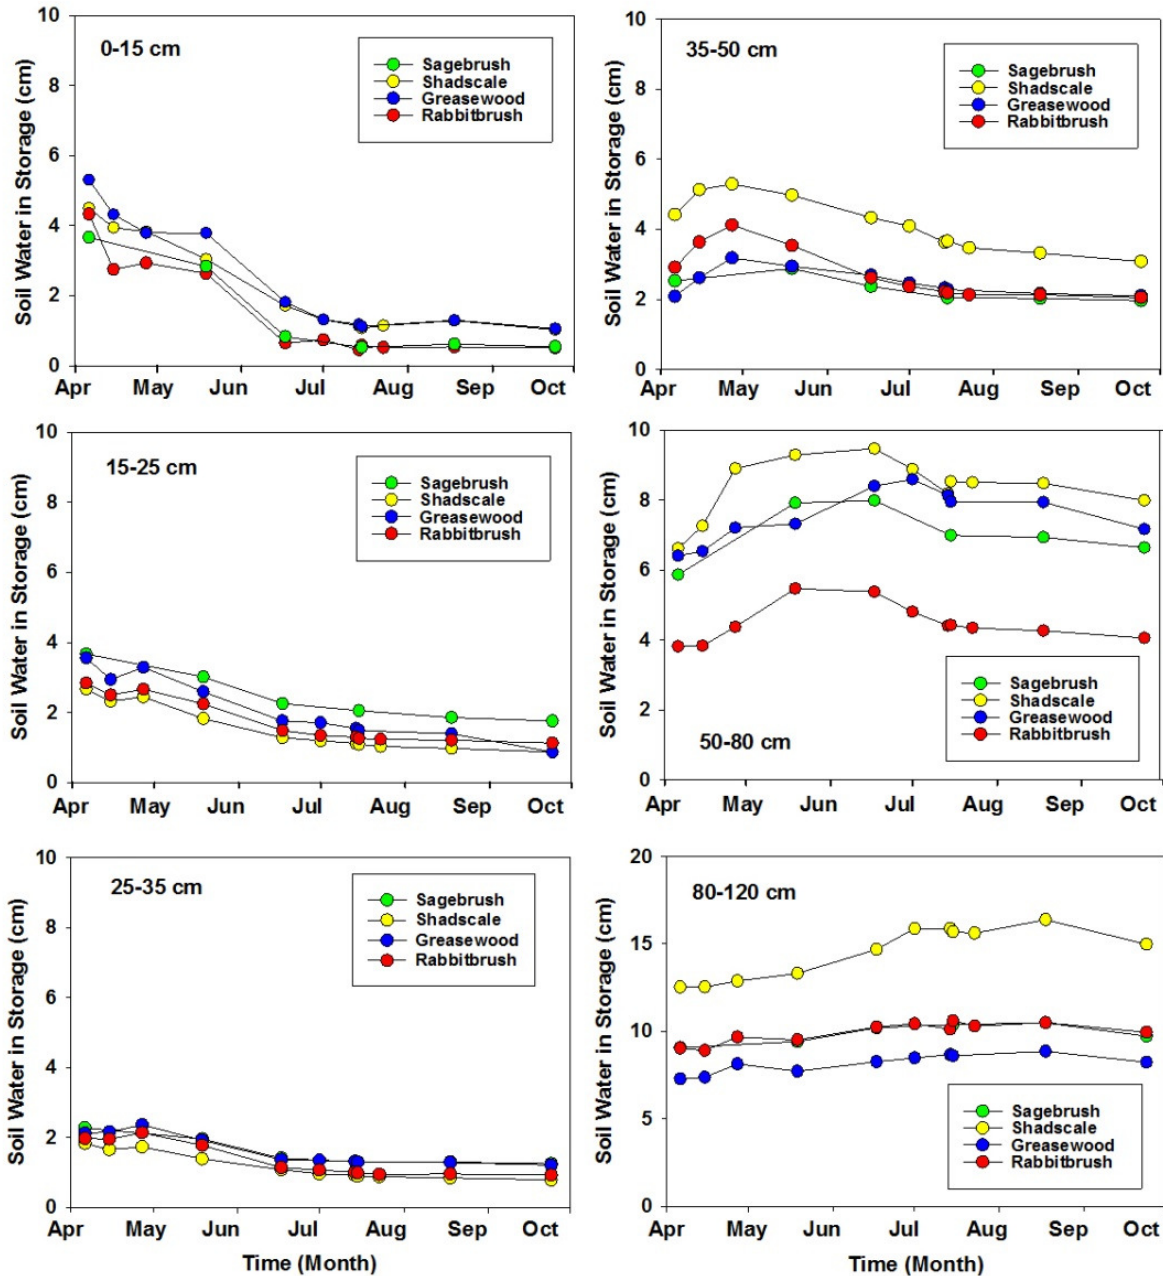 10
8
6
4
2
0
Soil Water in Storage (cm)
0-15 cm
Sagebrush
Shadscale
Greasewood
Rabbitbrush
Apr May Jun Jul Aug Sep Oct
10
8
6
4
2
0
Soil Water in Storage (cm)
35-50 cm
Sagebrush
Shadscale
Greasewood
Rabbitbrush
Apr May Jun Jul Aug Sep Oct
10
8
6
4
2
0
Soil Water in Storage (cm)
15-25 cm
Sagebrush
Shadscale
Greasewood
Rabbitbrush
Apr May Jun Jul Aug Sep Oct
10
8
6
4
2
0
Soil Water in Storage (cm)
Sagebrush
Shadscale
Greasewood
Rabbitbrush
50-80 cm
Apr May Jun Jul Aug Sep Oct
10
8
6
4
2
0
Soil Water in Storage (cm)
25-35 cm
Sagebrush
Shadscale
Greasewood
Rabbitbrush
Apr May Jun Jul Aug Sep Oct
Time (Month)
20
15
10
5
0
Soil Water in Storage (cm)
80-120 cm
Sagebrush
Shadscale
Greasewood
Rabbitbrush
Apr May Jun Jul Aug Sep Oct
Time (Month)